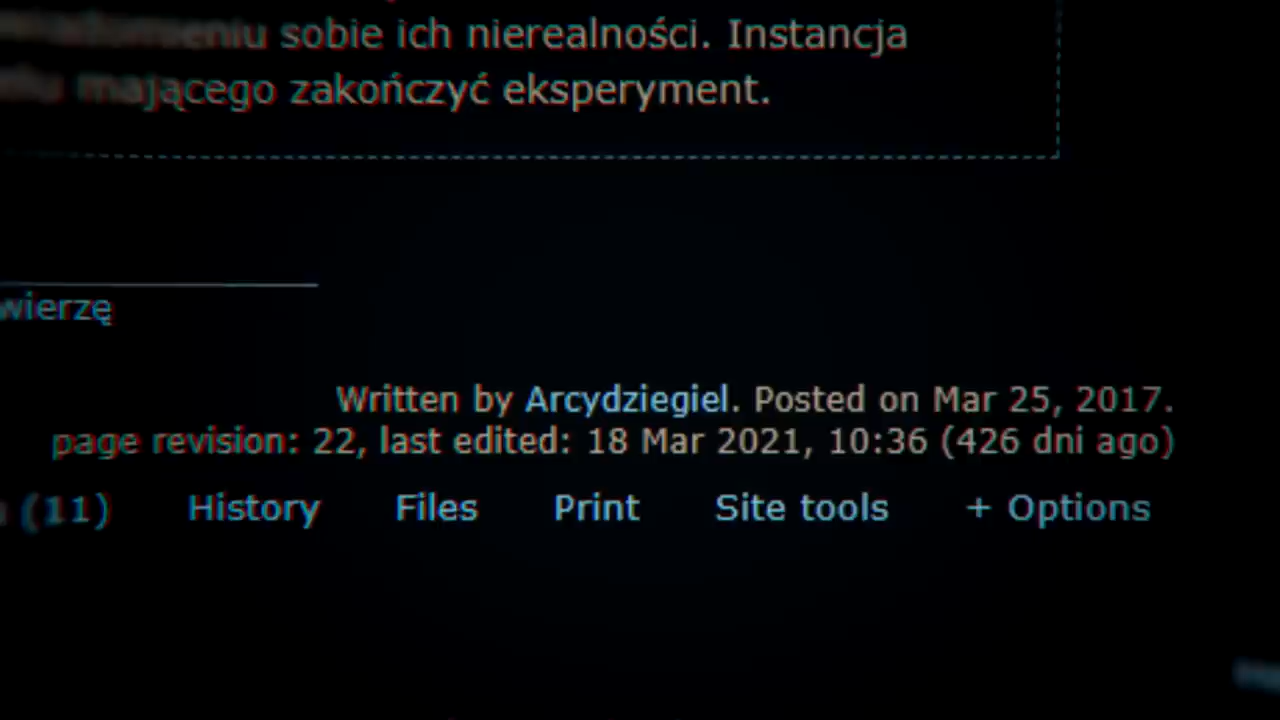 sobie ich nierealności. Instancja
mającego zakończyć eksperyment.
wierzę
Written by Arcydziegiel. Posted on Mar 25, 2017.
page revision: 22, last edited: 18 Mar 2021, 10:36 (426 dni ago)
(11) History Files Print Site tools + Options